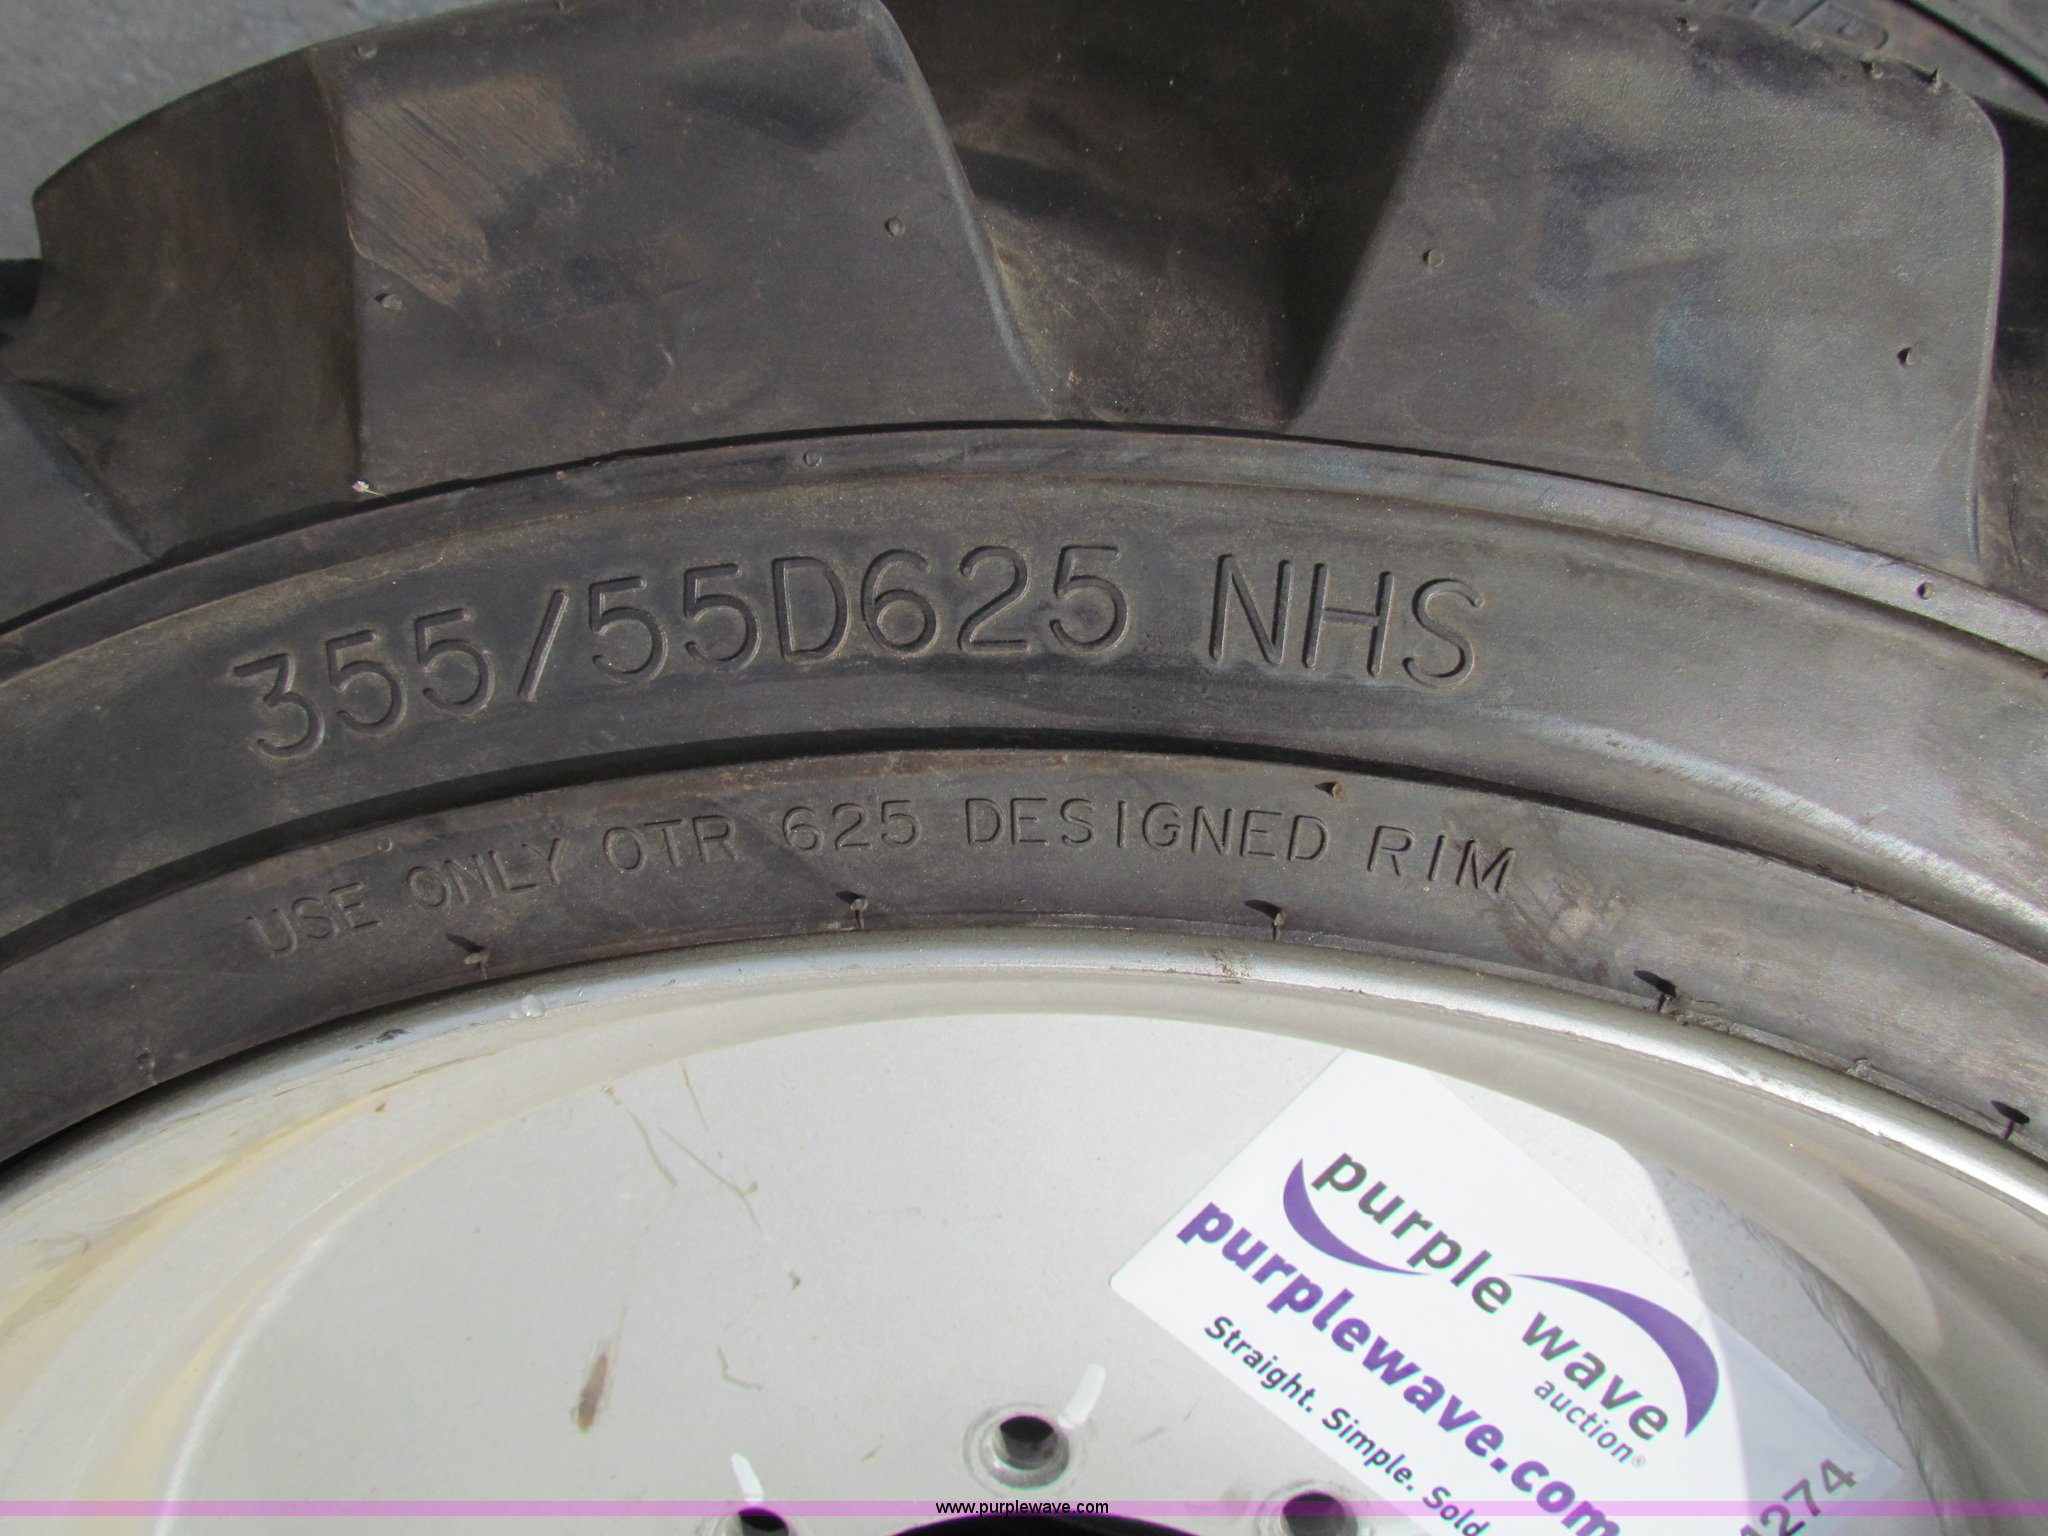 355/55D625 NHS
USE ONLY OTR 625 DESIGNED RIM
purple wave
auction®
purplewave.com
Straight. Simple. Sold
1274
www.purplewave.com